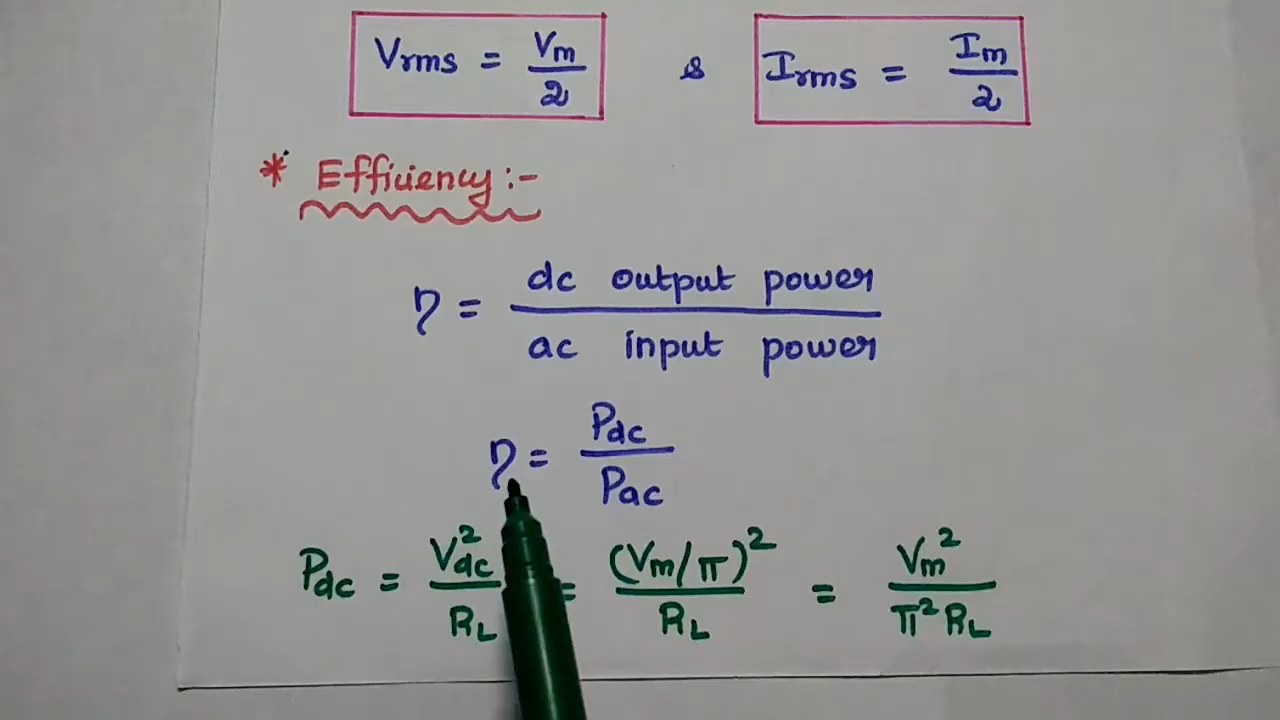 Vrms = Vm/2 & Irms = Im/2
* Efficiency :-
η = dc output power / ac input power
η = Pdc / Pac
Pdc = Vdc² / RL = (Vm/π)² / RL = Vm² / π² RL